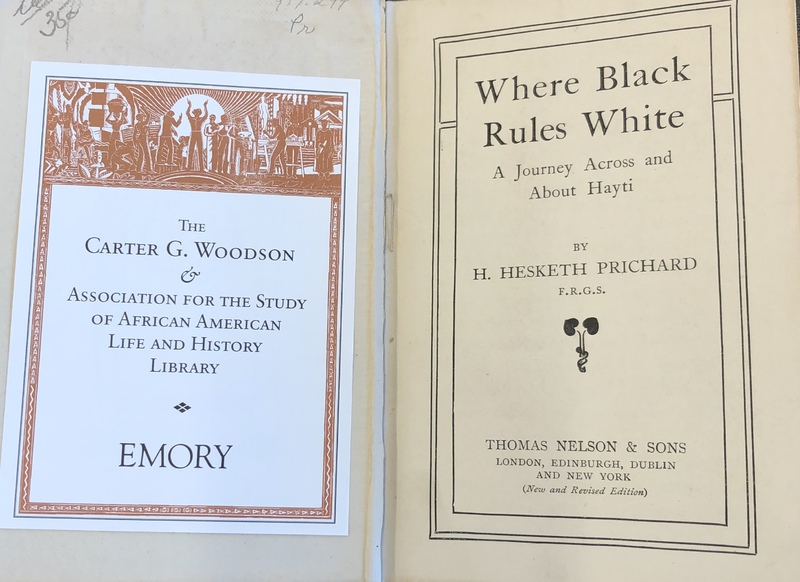 35¢
Pr
The
Carter G. Woodson
&
Association for the Study
of African American
Life and History
Library
EMORY
Where Black
Rules White
A Journey Across and
About Hayti
BY
H. HESKETH PRICHARD
F.R.G.S.
THOMAS NELSON & SONS
LONDON, EDINBURGH, DUBLIN
AND NEW YORK
(New and Revised Edition)